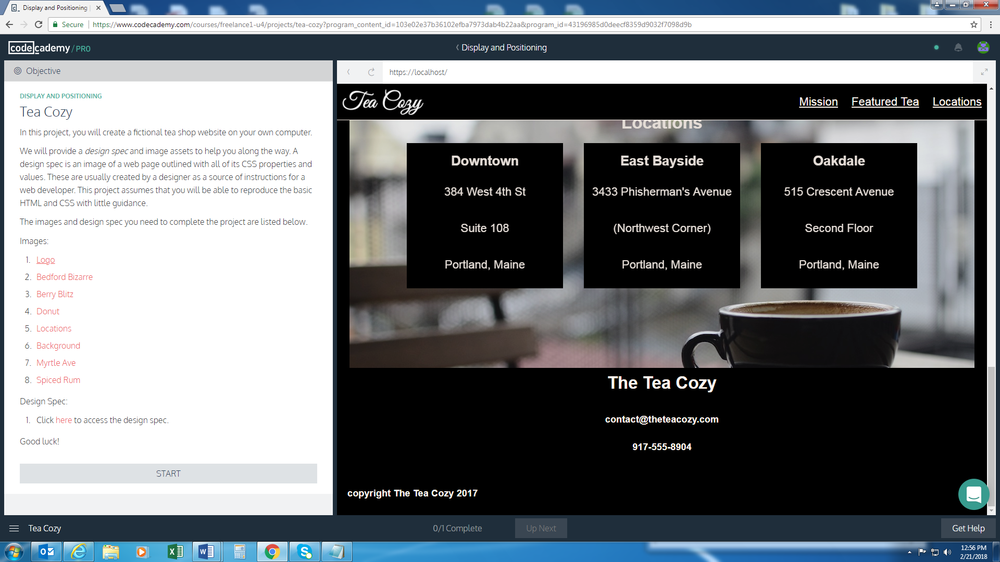 Display and Positioning |
Secure
https://www.codecademy.com/courses/freelance1-u4/projects/tea-cozy?program_content_id=103e02e37b36102efba7973dab4b22aa&program_id=43196985d0deecf8359d9032f7098d9b
codecademy/PRO
Display and Positioning
Objective
DISPLAY AND POSITIONING
Tea Cozy
In this project, you will create a fictional tea shop website on your own computer.
We will provide a design spec and image assets to help you along the way. A
design spec is an image of a web page outlined with all of its CSS properties and
values. These are usually created by a designer as a source of instructions for a
web developer. This project assumes that you will be able to reproduce the basic
HTML and CSS with little guidance.
The images and design spec you need to complete the project are listed below.
Images:
1. Logo
2. Bedford Bizarre
3. Berry Blitz
4. Donut
5. Locations
6. Background
7. Myrtle Ave
8. Spiced Rum
Design Spec:
1. Click here to access the design spec.
Good luck!
START
https://localhost/
Tea Cozy
Mission Featured Tea Locations
Locations
Downtown
384 West 4th St
Suite 108
Portland, Maine
East Bayside
3433 Phisherman's Avenue
(Northwest Corner)
Portland, Maine
Oakdale
515 Crescent Avenue
Second Floor
Portland, Maine
The Tea Cozy
contact@theteacozy.com
917-555-8904
copyright The Tea Cozy 2017
Tea Cozy
0/1 Complete
Up Next
Get Help
12:56 PM
2/21/2018